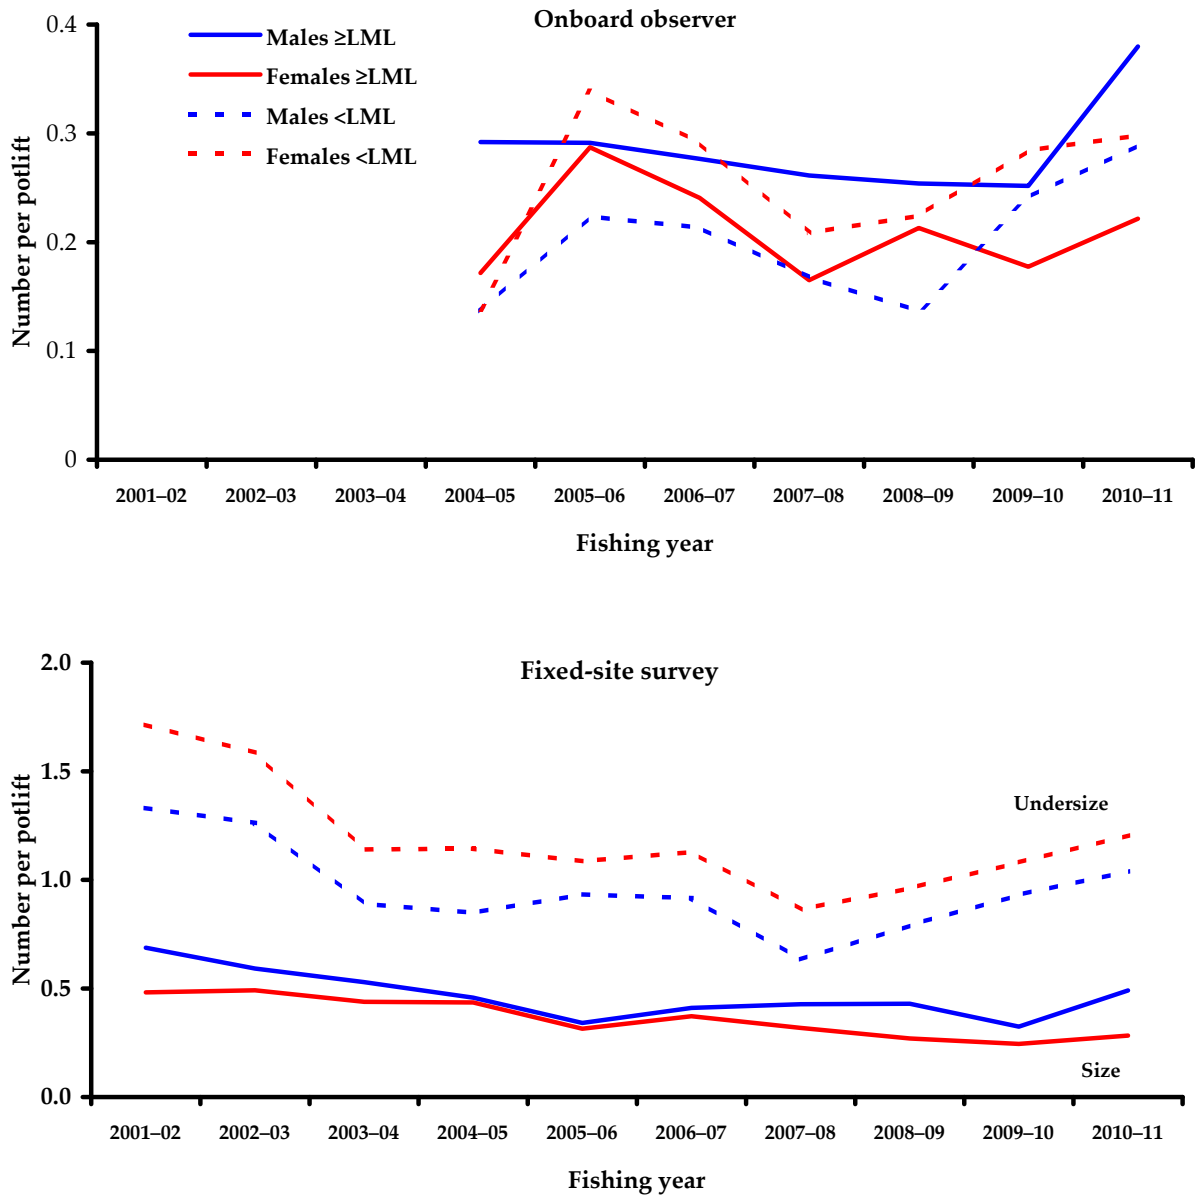 Onboard observer
0.4
0.3
0.2
0.1
0
Number per potlift
Males ≥LML
Females ≥LML
Males <LML
Females <LML
2001–02 2002–03 2003–04 2004–05 2005–06 2006–07 2007–08 2008–09 2009–10 2010–11
Fishing year
Fixed-site survey
2.0
1.5
1.0
0.5
0.0
Number per potlift
Undersize
Size
2001–02 2002–03 2003–04 2004–05 2005–06 2006–07 2007–08 2008–09 2009–10 2010–11
Fishing year